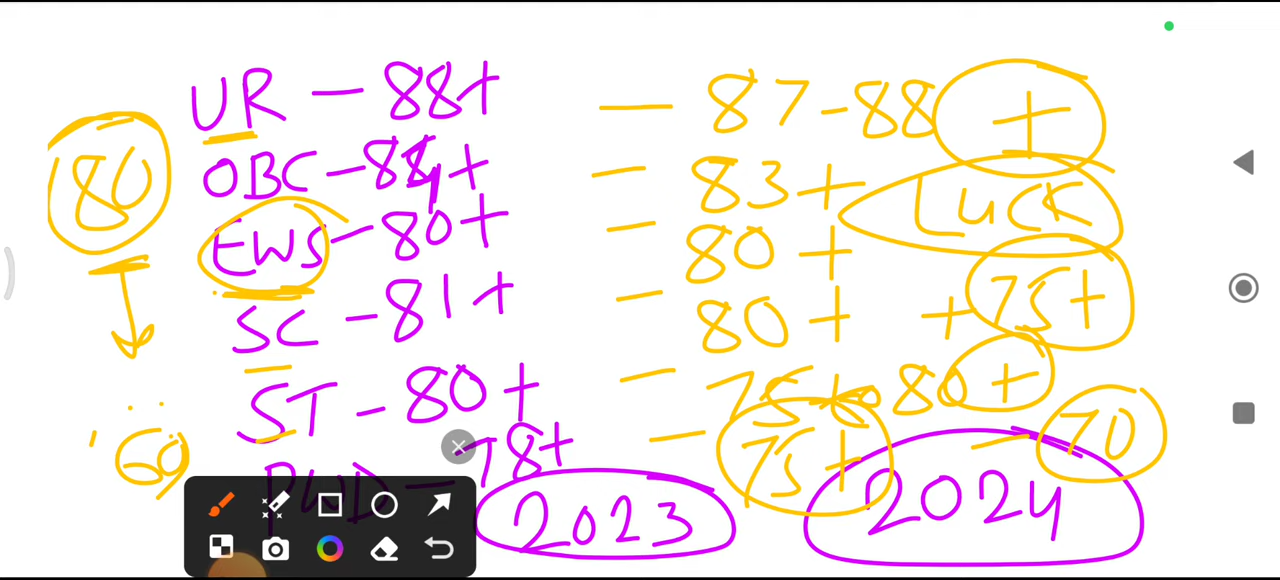 UR - 88+ - 87-88 +
OBC - 84+ - 83+ Luck
80 EWS - 80+ - 80+
SC - 81+ - 80+ + 75+
ST - 80+ - 80+
60 PWD - 78+ - 75+ - 70
2023 2024